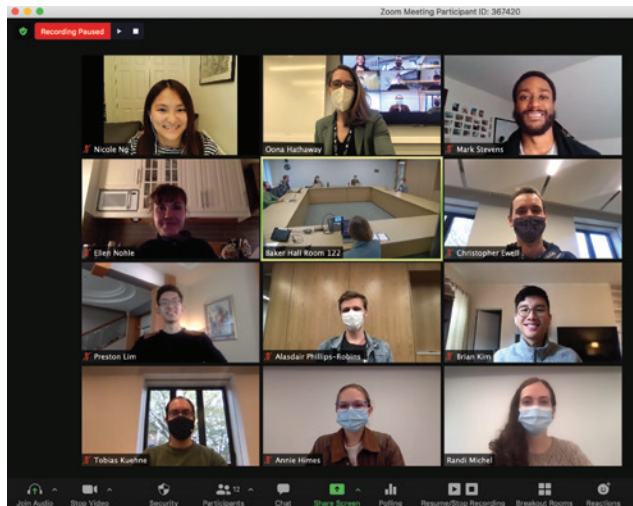 Zoom Meeting Participant ID: 367420
Recording Paused
Nicole Ng
Oona Hathaway
Mark Stevens
Ellen Nohle
Baker Hall Room 122
Christopher Ewell
Preston Lim
Alasdair Phillips-Robins
Brian Kim
Tobias Kuehne
Annie Himes
Randi Michel
12
Join Audio Stop Video Security Participants Chat Share Screen Polling Resume/Stop Recording Breakout Rooms Reactions